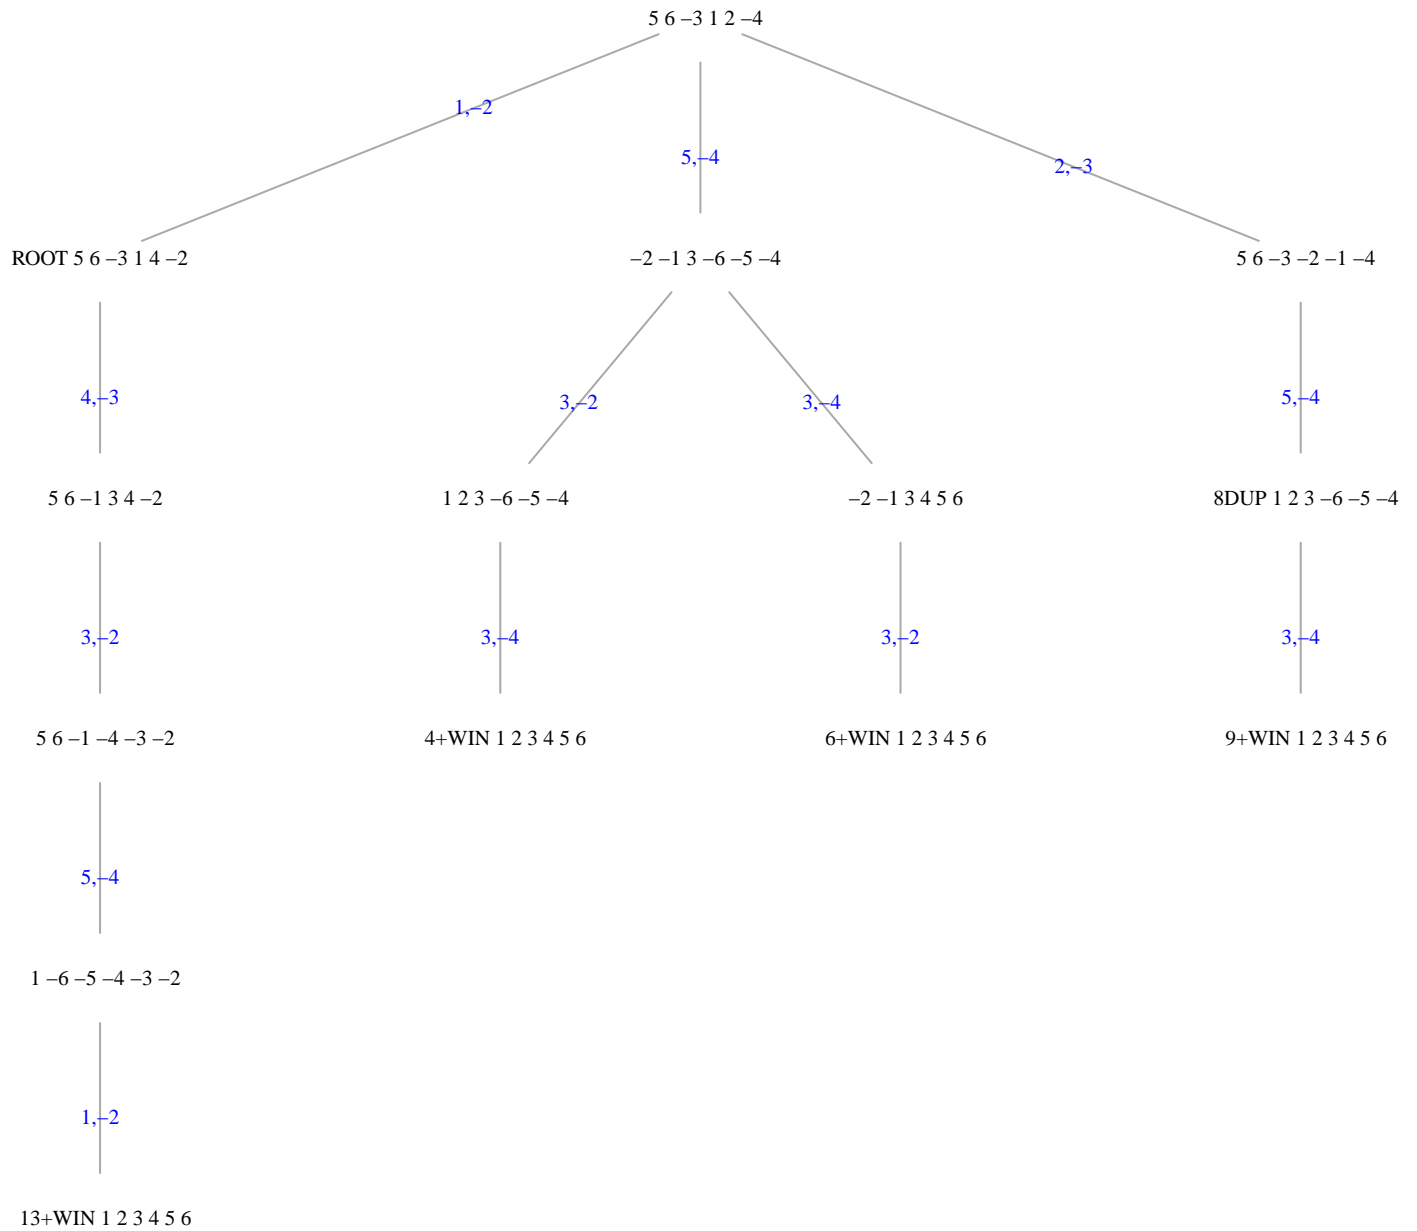 5 6 –3 1 2 –4
1,–2
5,–4
2,–3
ROOT 5 6 –3 1 4 –2
–2 –1 3 –6 –5 –4
5 6 –3 –2 –1 –4
4,–3
3,–2
3,–4
5,–4
5 6 –1 3 4 –2
1 2 3 –6 –5 –4
–2 –1 3 4 5 6
8DUP 1 2 3 –6 –5 –4
3,–2
3,–4
3,–2
3,–4
5 6 –1 –4 –3 –2
4+WIN 1 2 3 4 5 6
6+WIN 1 2 3 4 5 6
9+WIN 1 2 3 4 5 6
5,–4
1 –6 –5 –4 –3 –2
1,–2
13+WIN 1 2 3 4 5 6